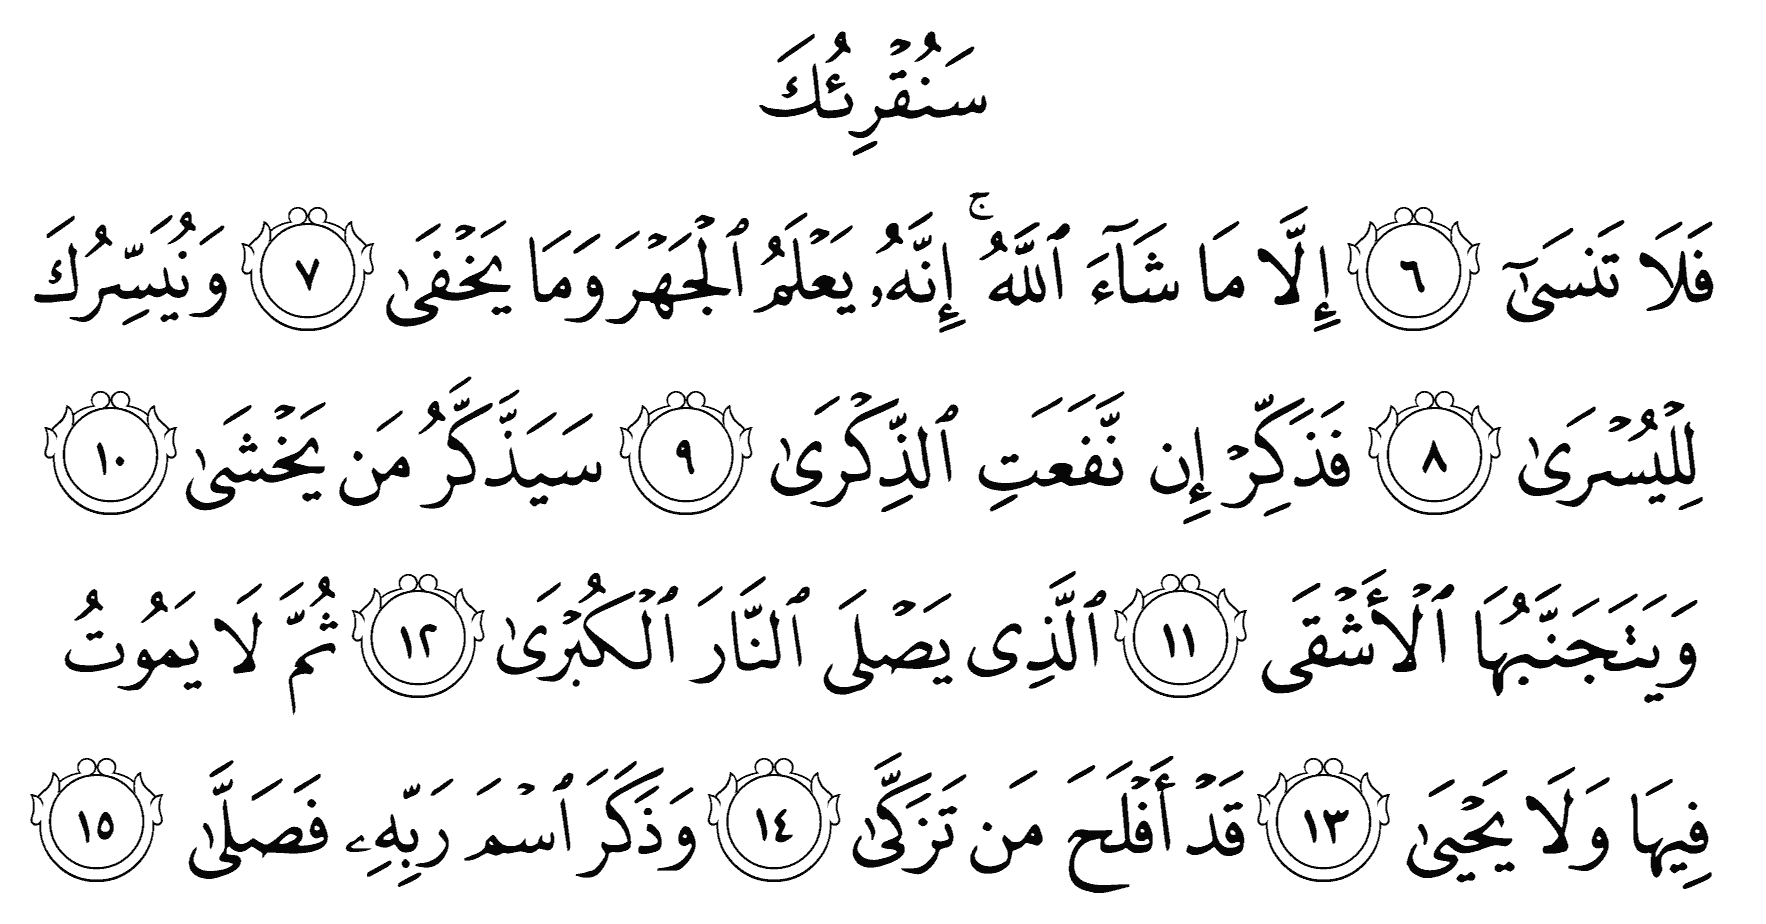 سَنُقۡرِئُكَ
فَلَا تَنسَىٰٓ ٦ إِلَّا مَا شَآءَ ٱللَّهُۚ إِنَّهُۥ يَعۡلَمُ ٱلۡجَهۡرَ وَمَا يَخۡفَىٰ ٧ وَنُيَسِّرُكَ
لِلۡيُسۡرَىٰ ٨ فَذَكِّرۡ إِن نَّفَعَتِ ٱلذِّكۡرَىٰ ٩ سَيَذَّكَّرُ مَن يَخۡشَىٰ ١٠
وَيَتَجَنَّبُهَا ٱلۡأَشۡقَى ١١ ٱلَّذِي يَصۡلَى ٱلنَّارَ ٱلۡكُبۡرَىٰ ١٢ ثُمَّ لَا يَمُوتُ
فِيهَا وَلَا يَحۡيَىٰ ١٣ قَدۡ أَفۡلَحَ مَن تَزَكَّىٰ ١٤ وَذَكَرَ ٱسۡمَ رَبِّهِۦ فَصَلَّىٰ ١٥